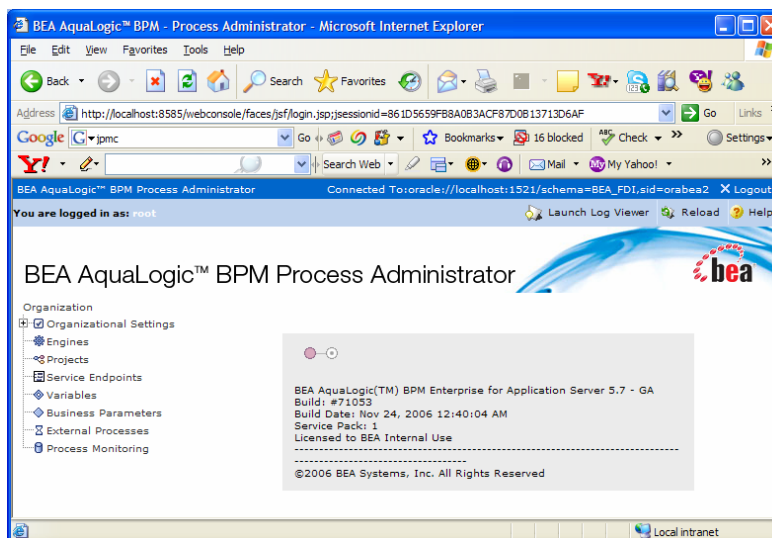 BEA AquaLogic™ BPM - Process Administrator - Microsoft Internet Explorer
File Edit View Favorites Tools Help
Back Search Favorites
Address http://localhost:8585/webconsole/faces/jsf/login.jsp;jsessionid=861D5659FB8A0B3ACF87D0B13713D6AF Go Links
Google G jpmc Go Bookmarks 16 blocked ABC Check >> Settings
Y! Search Web Mail My My Yahoo! >>
BEA AquaLogic™ BPM Process Administrator Connected To:oracle://localhost:1521/schema=BEA_FDI,sid=orabea2 X Logout
You are logged in as: root Launch Log Viewer Reload Help
BEA AquaLogic™ BPM Process Administrator bea
Organization
Organizational Settings
Engines
Projects
Service Endpoints
Variables
Business Parameters
External Processes
Process Monitoring
BEA AquaLogic(TM) BPM Enterprise for Application Server 5.7 - GA
Build: #71053
Build Date: Nov 24, 2006 12:40:04 AM
Service Pack: 1
Licensed to BEA Internal Use
--------------------------------------------------------------------------------
-----------------------------------
©2006 BEA Systems, Inc. All Rights Reserved
Local intranet